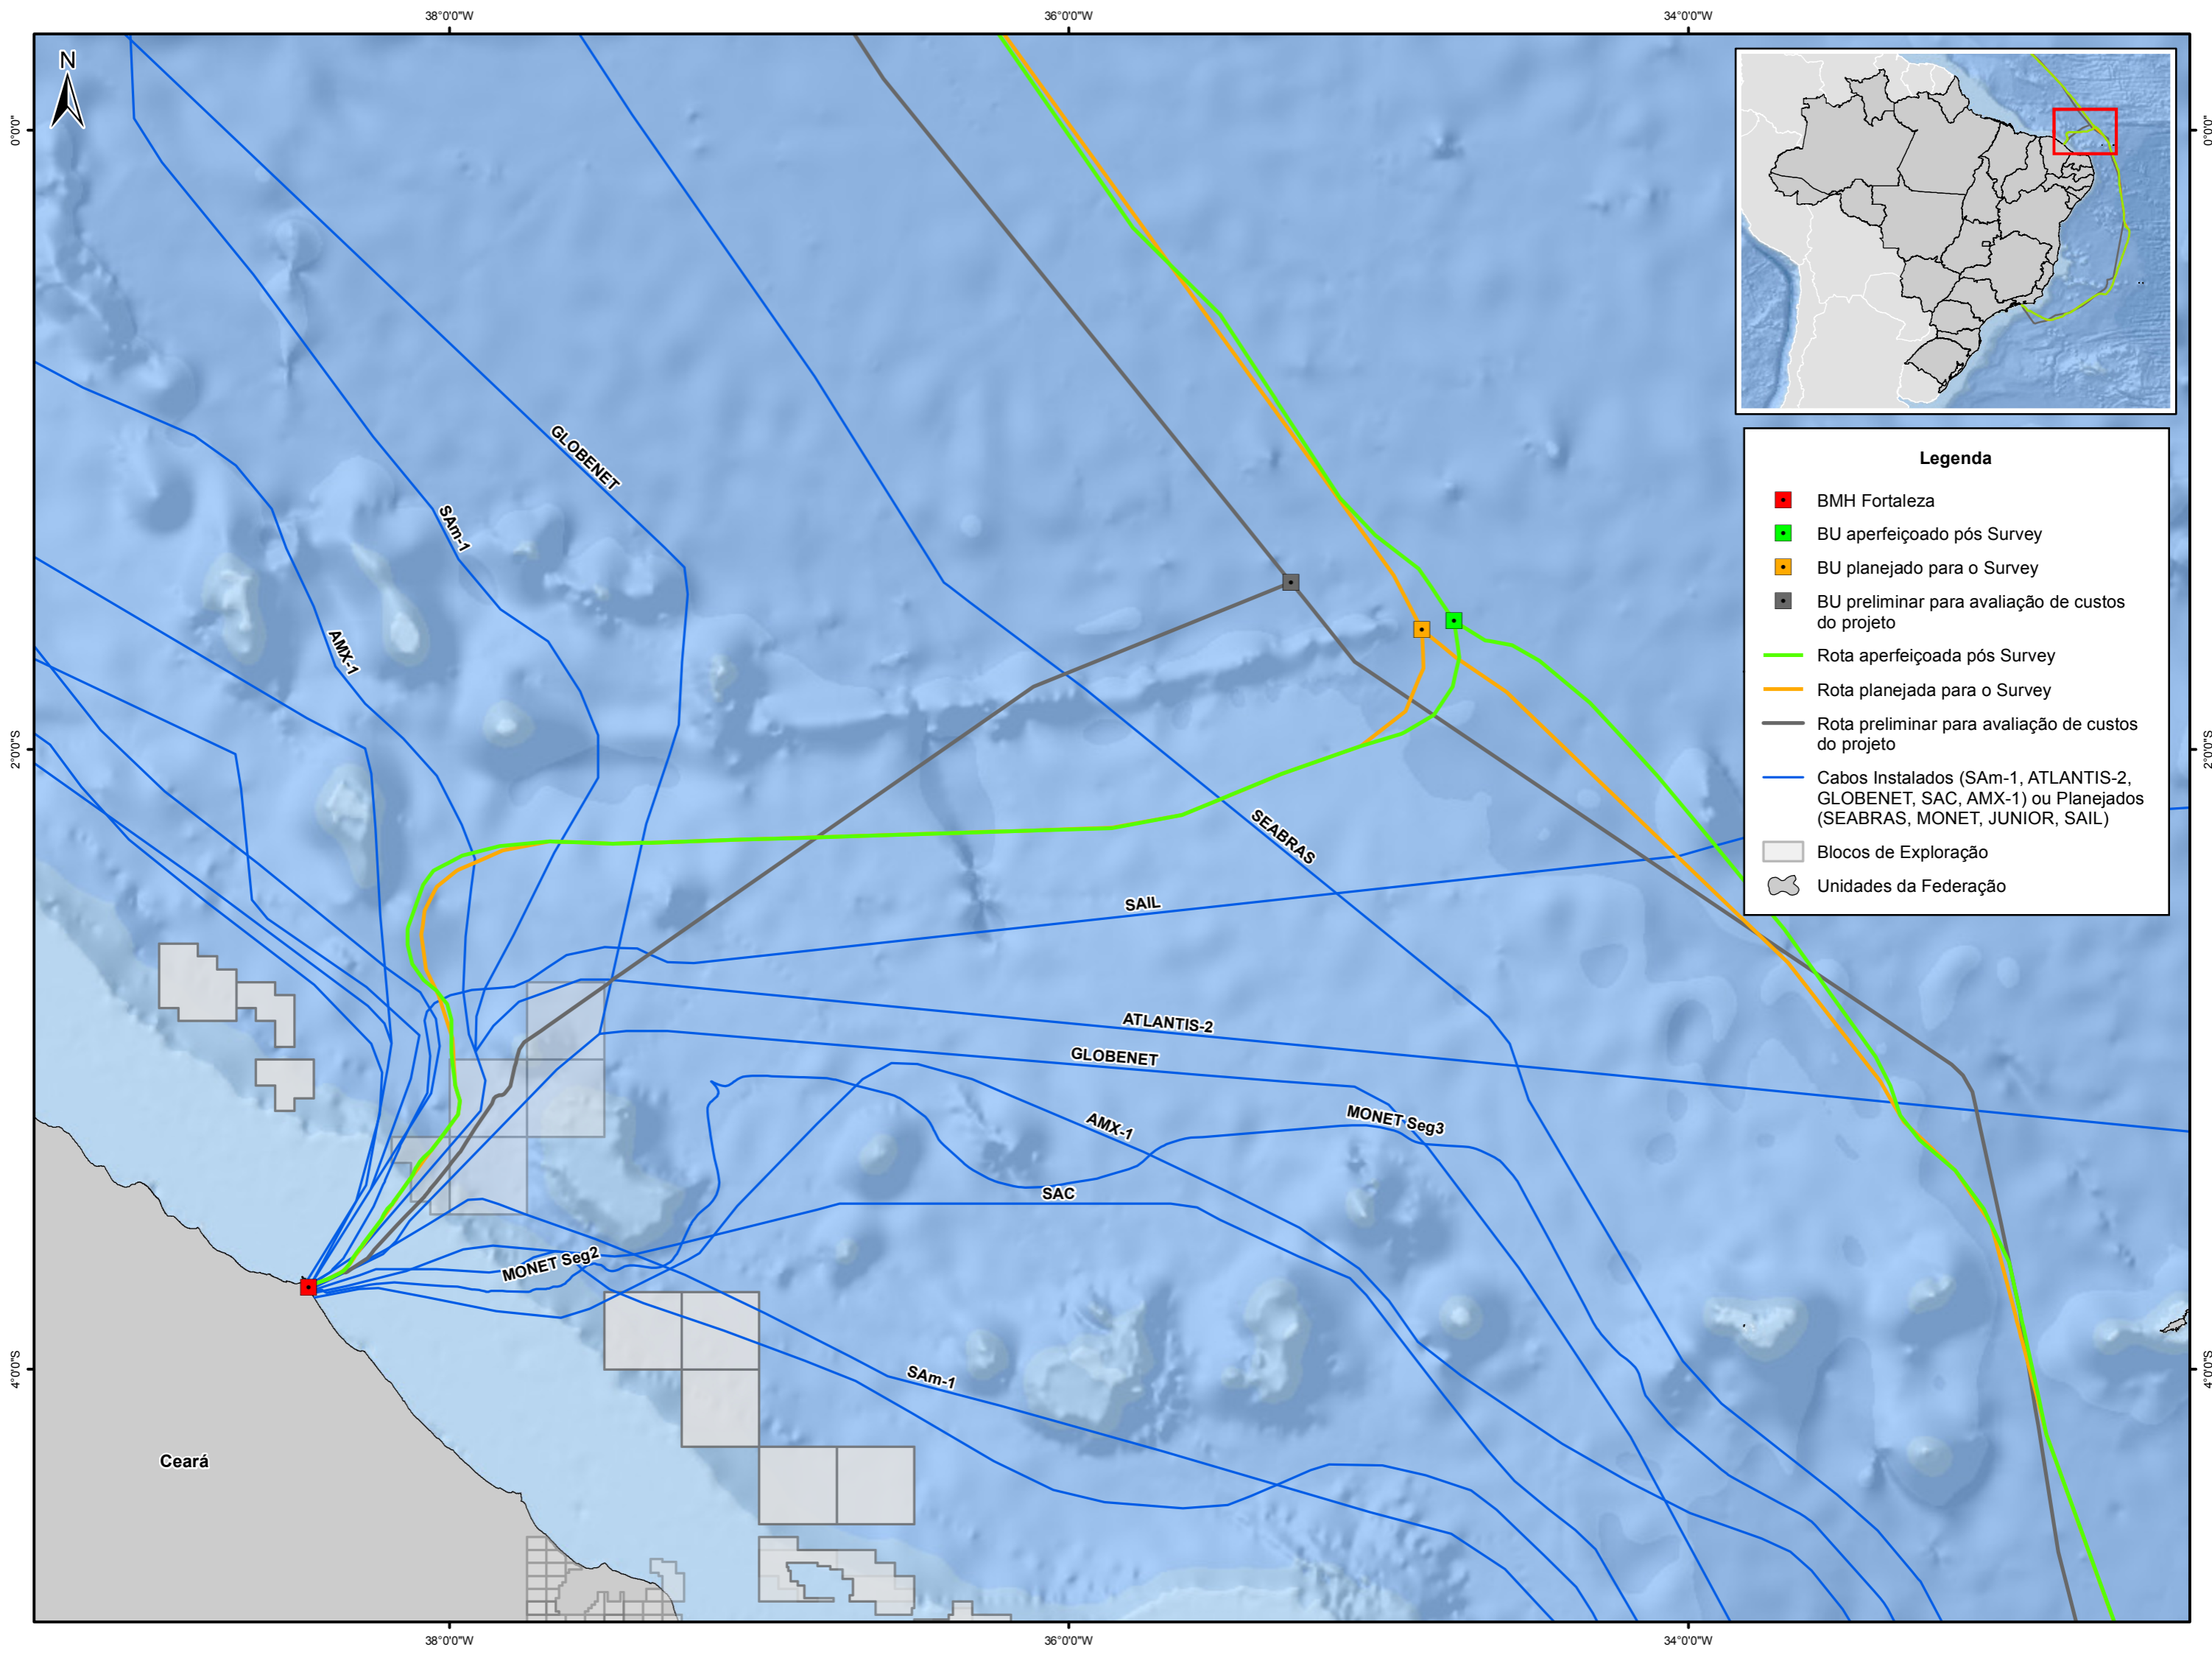 38°0'0"W
36°0'0"W
34°0'0"W
N
0°0'0"
0°0'0"
GLOBENET
SAm-1
AMX-1
Legenda
BMH Fortaleza
BU aperfeiçoado pós Survey
BU planejado para o Survey
BU preliminar para avaliação de custos
do projeto
Rota aperfeiçoada pós Survey
Rota planejada para o Survey
Rota preliminar para avaliação de custos
do projeto
Cabos Instalados (SAm-1, ATLANTIS-2,
GLOBENET, SAC, AMX-1) ou Planejados
(SEABRAS, MONET, JUNIOR, SAIL)
Blocos de Exploração
Unidades da Federação
2°0'0"S
2°0'0"S
SEABRAS
SAIL
ATLANTIS-2
GLOBENET
AMX-1
MONET Seg3
SAC
MONET Seg2
SAm-1
4°0'0"S
4°0'0"S
Ceará
38°0'0"W
36°0'0"W
34°0'0"W